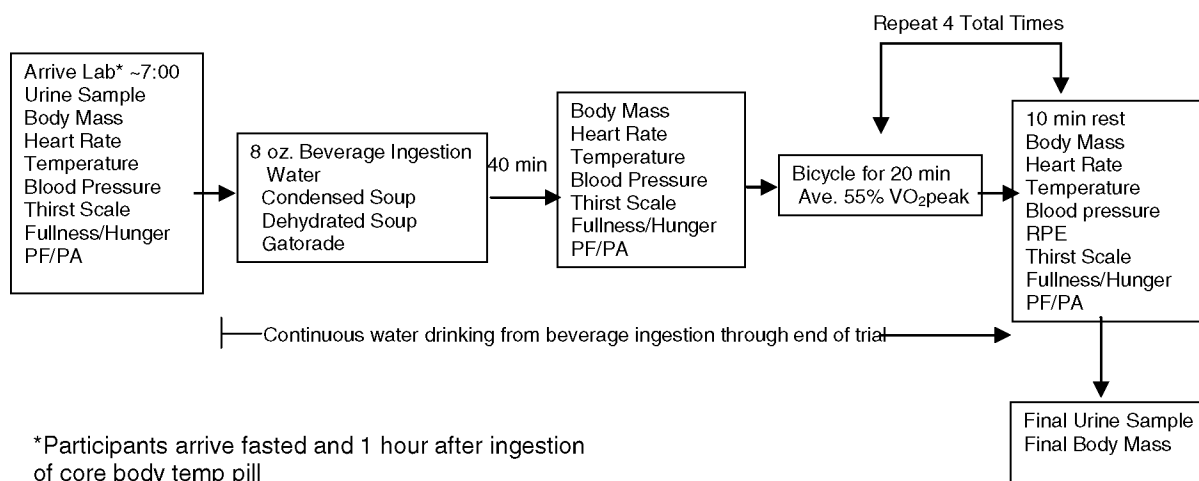 Repeat 4 Total Times
Arrive Lab* ~7:00
Urine Sample
Body Mass
Heart Rate
Temperature
Blood Pressure
Thirst Scale
Fullness/Hunger
PF/PA
8 oz. Beverage Ingestion
Water
Condensed Soup
Dehydrated Soup
Gatorade
40 min
Body Mass
Heart Rate
Temperature
Blood Pressure
Thirst Scale
Fullness/Hunger
PF/PA
Bicycle for 20 min
Ave. 55% VO₂peak
10 min rest
Body Mass
Heart Rate
Temperature
Blood pressure
RPE
Thirst Scale
Fullness/Hunger
PF/PA
Continuous water drinking from beverage ingestion through end of trial
Final Urine Sample
Final Body Mass
*Participants arrive fasted and 1 hour after ingestion
of core body temp pill